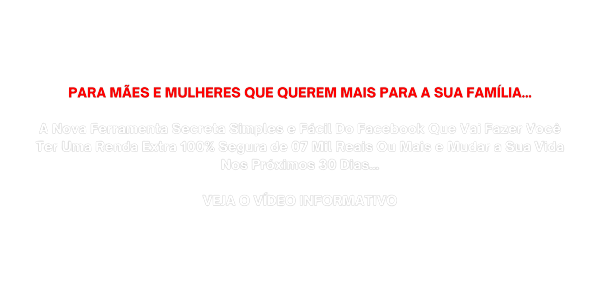 PARA MÃES E MULHERES QUE QUEREM MAIS PARA A SUA FAMÍLIA...
A Nova Ferramenta Secreta Simples e Fácil Do Facebook Que Vai Fazer Você
Ter Uma Renda Extra 100% Segura de 07 Mil Reais Ou Mais e Mudar a Sua Vida
Nos Próximos 30 Dias...
VEJA O VÍDEO INFORMATIVO